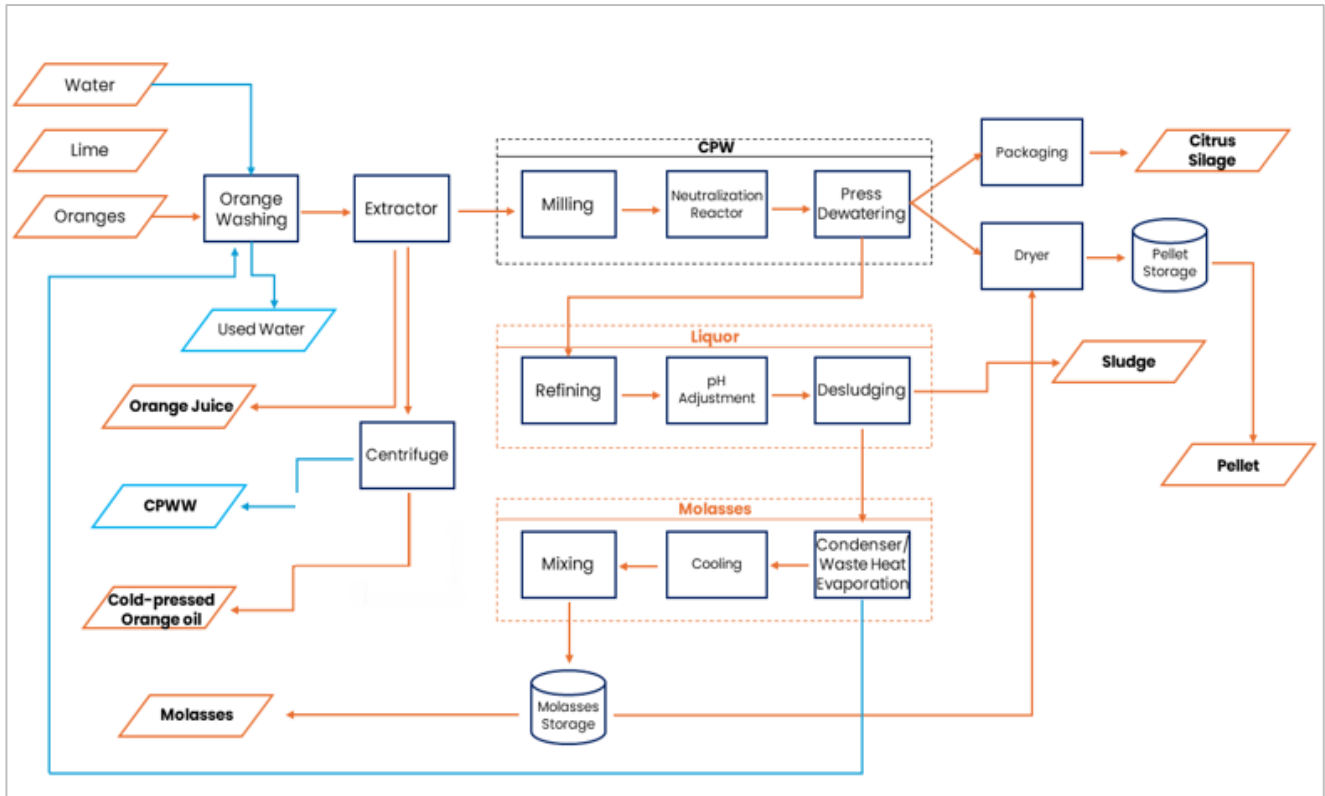 Water
Lime
Oranges
Orange
Washing
Extractor
CPW
Milling
Neutralization
Reactor
Press
Dewatering
Packaging
Citrus
Silage
Dryer
Pellet
Storage
Used Water
Liquor
Refining
pH
Adjustment
Desludging
Sludge
Orange Juice
Centrifuge
Pellet
CPWW
Molasses
Mixing
Cooling
Condenser/
Waste Heat
Evaporation
Cold-pressed
Orange oil
Molasses
Molasses
Storage